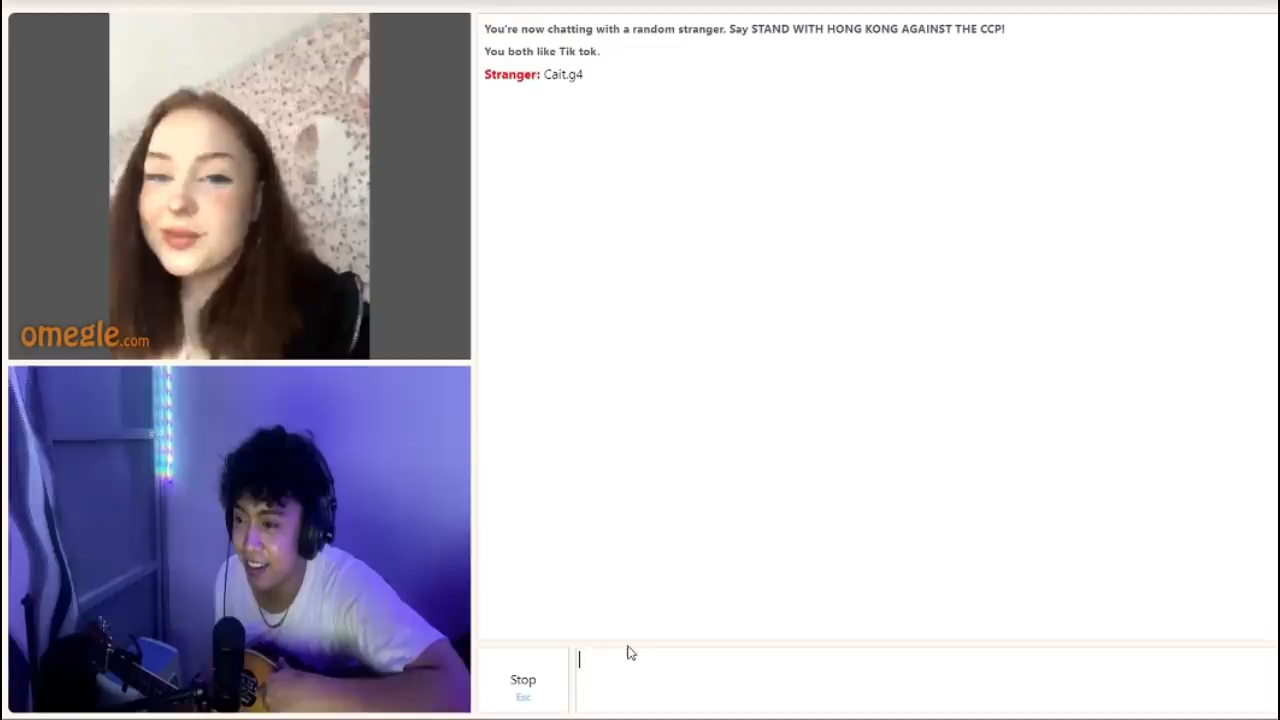 You're now chatting with a random stranger. Say STAND WITH HONG KONG AGAINST THE CCP!
You both like Tik tok.
Stranger: Cait.g4
omegle.com
Stop
Esc